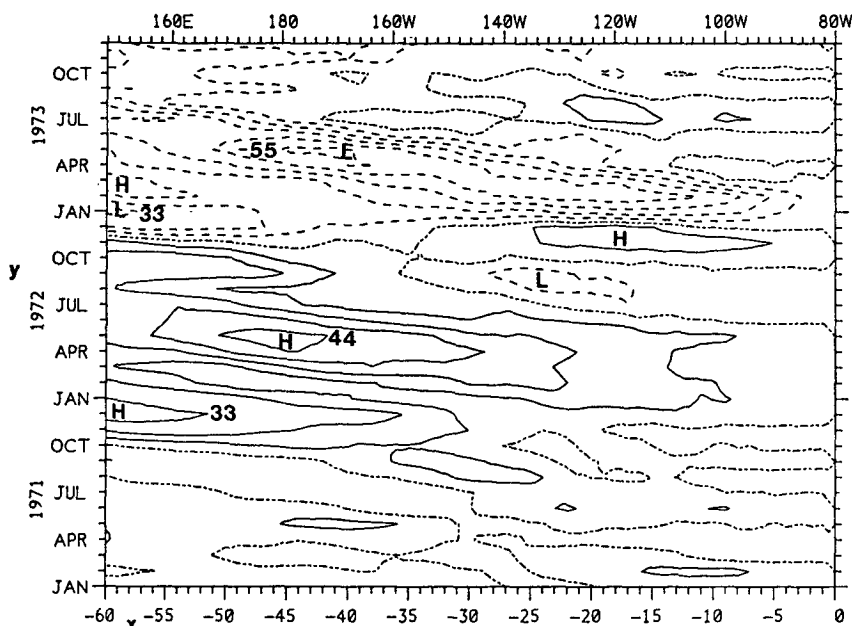 160E 180 160W 140W 120W 100W 80W
OCT
1973
JUL
55 L
APR
H
JAN
L 33
H
OCT
y
L
1972
JUL
44
H
APR
JAN
H 33
OCT
1971
JUL
APR
JAN
-60 -55 -50 -45 -40 -35 -30 -25 -20 -15 -10 -5 0
x